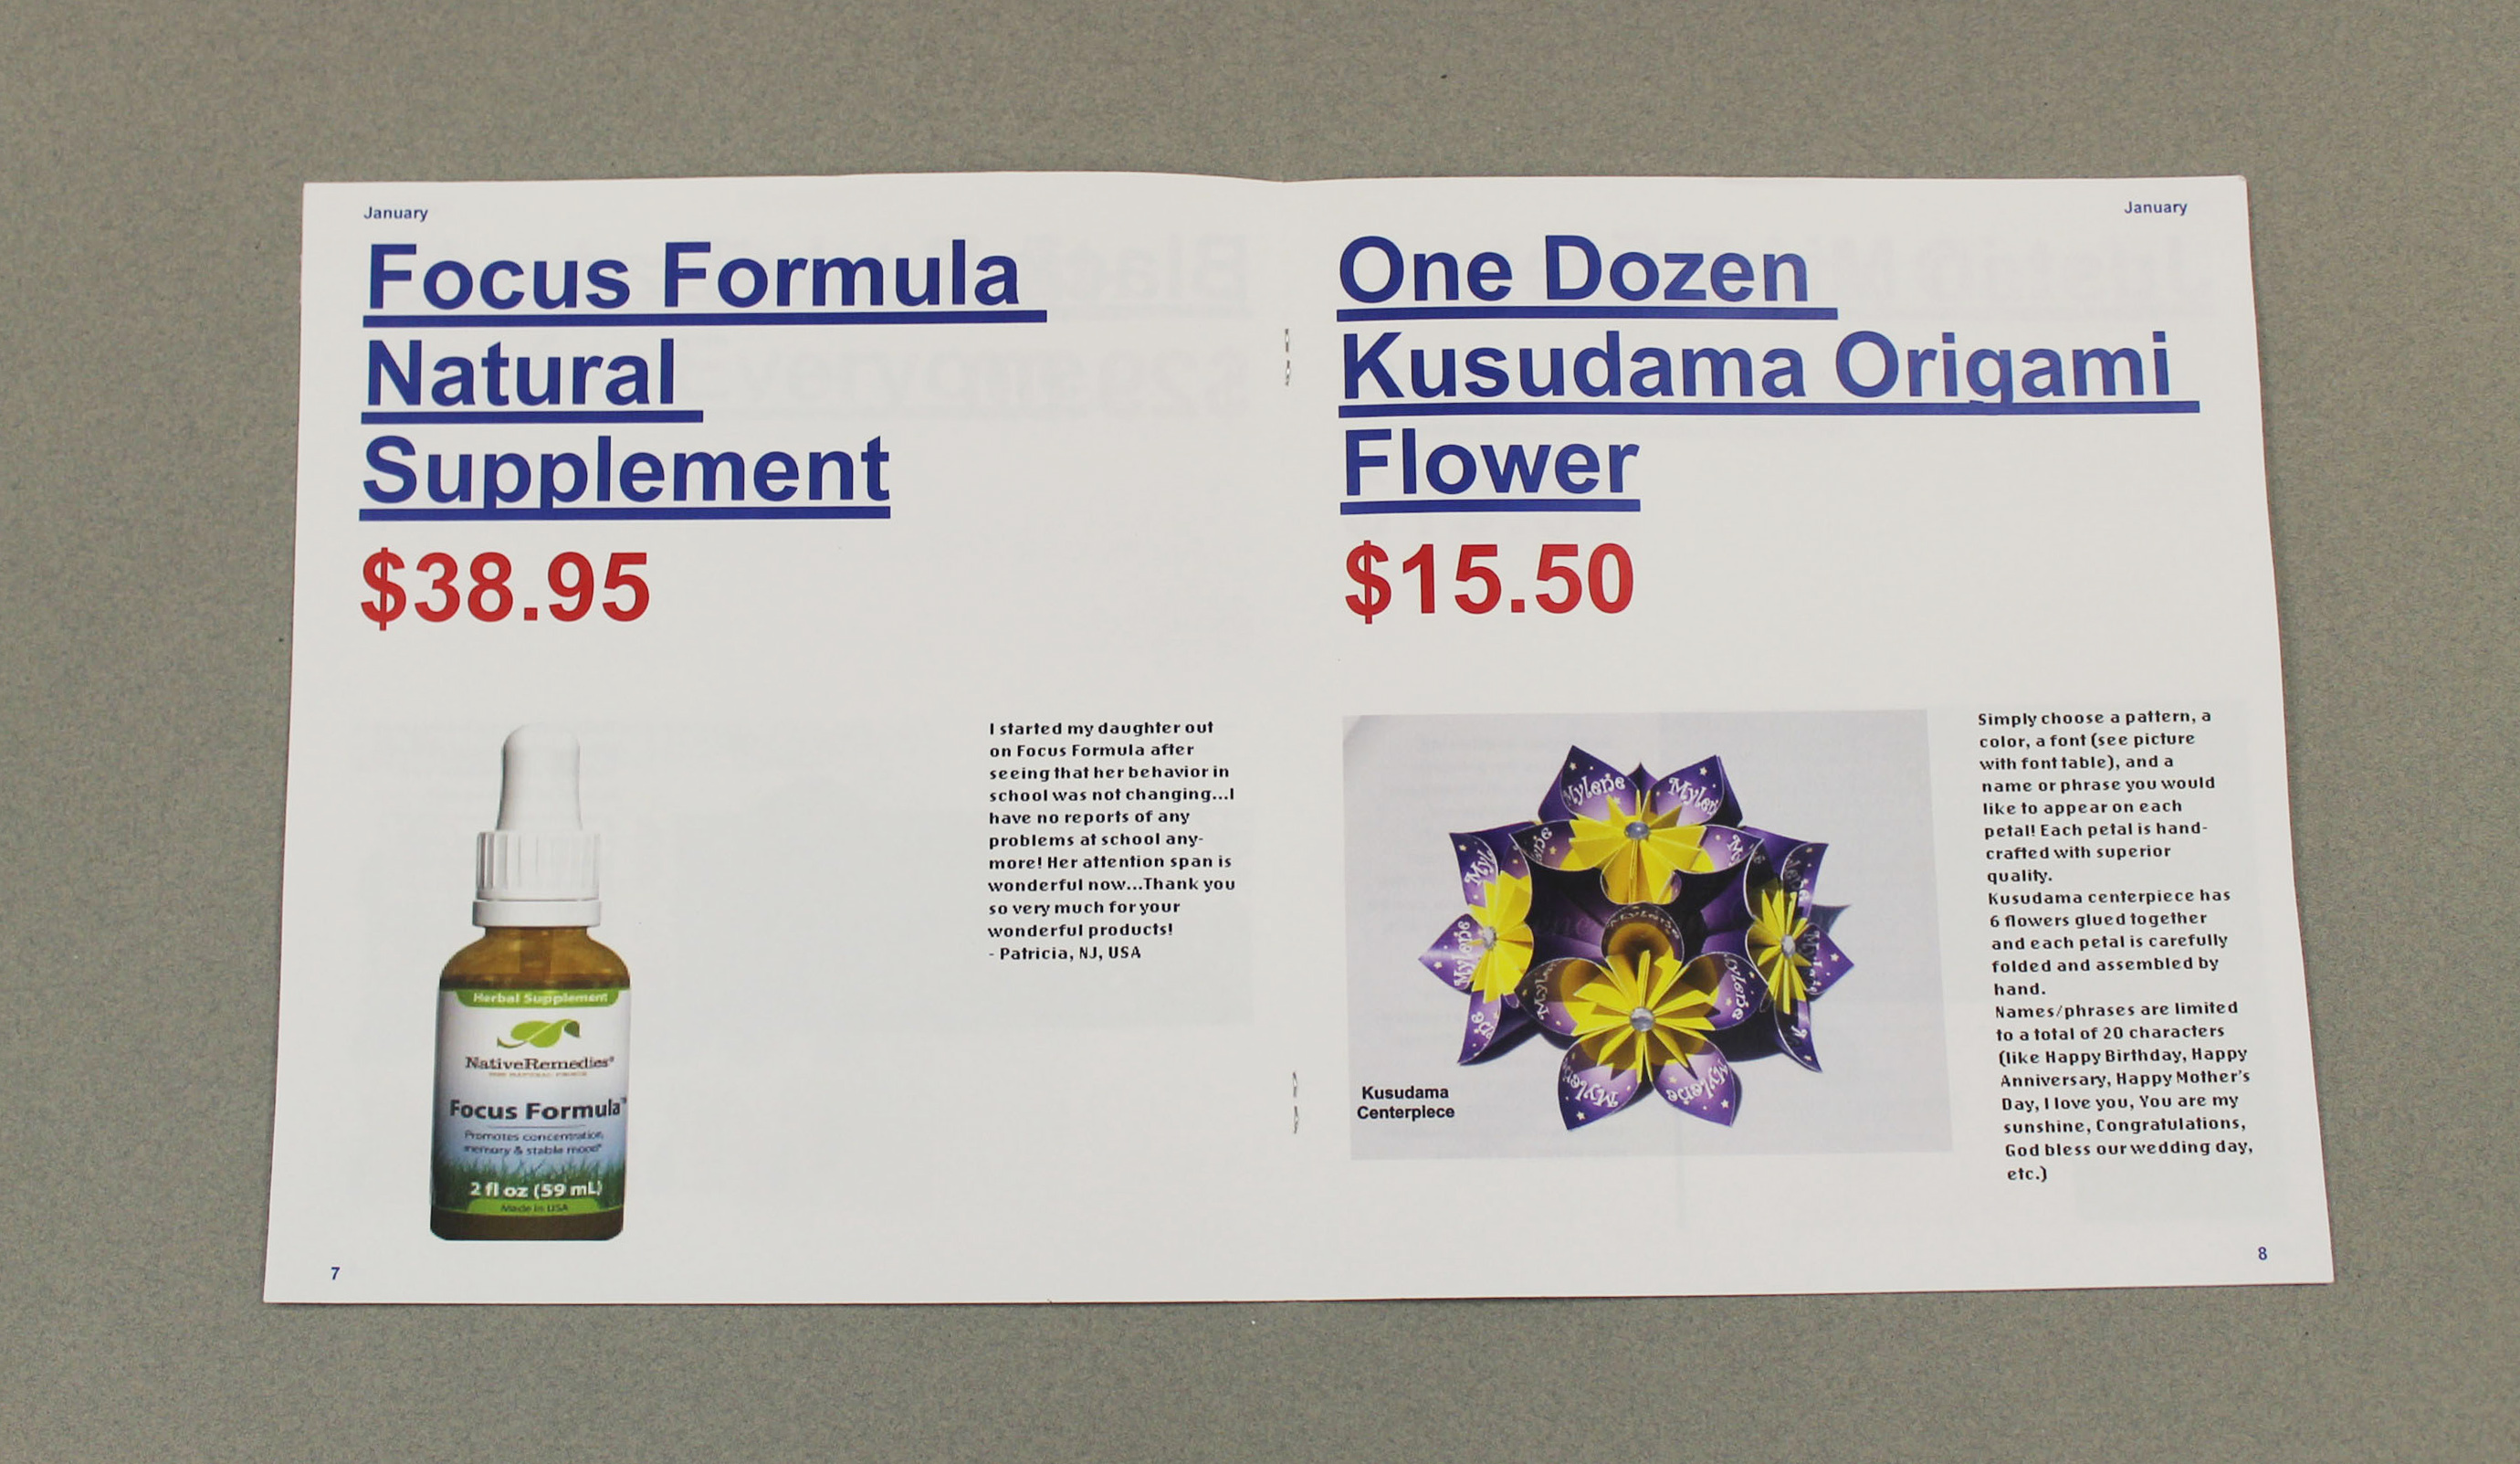 January
Focus Formula
Natural
Supplement
$38.95
I started my daughter out
on Focus Formula after
seeing that her behavior in
school was not changing...I
have no reports of any
problems at school any-
more! Her attention span is
wonderful now...Thank you
so very much for your
wonderful products!
- Patricia, NJ, USA
Herbal Supplement
NativeRemedies®
Focus Formula™
Promotes concentration,
memory & stable mood*
2 fl oz (59 mL)
Made in USA
7
January
One Dozen
Kusudama Origami
Flower
$15.50
Mylene
Mylene
Mylene
Mylene
Mylene
Mylene
Mylene
Kusudama
Centerpiece
Simply choose a pattern, a
color, a font (see picture
with font table), and a
name or phrase you would
like to appear on each
petal! Each petal is hand-
crafted with superior
quality.
Kusudama centerpiece has
6 flowers glued together
and each petal is carefully
folded and assembled by
hand.
Names/phrases are limited
to a total of 20 characters
(like Happy Birthday, Happy
Anniversary, Happy Mother's
Day, I love you, You are my
sunshine, Congratulations,
God bless our wedding day,
etc.)
8